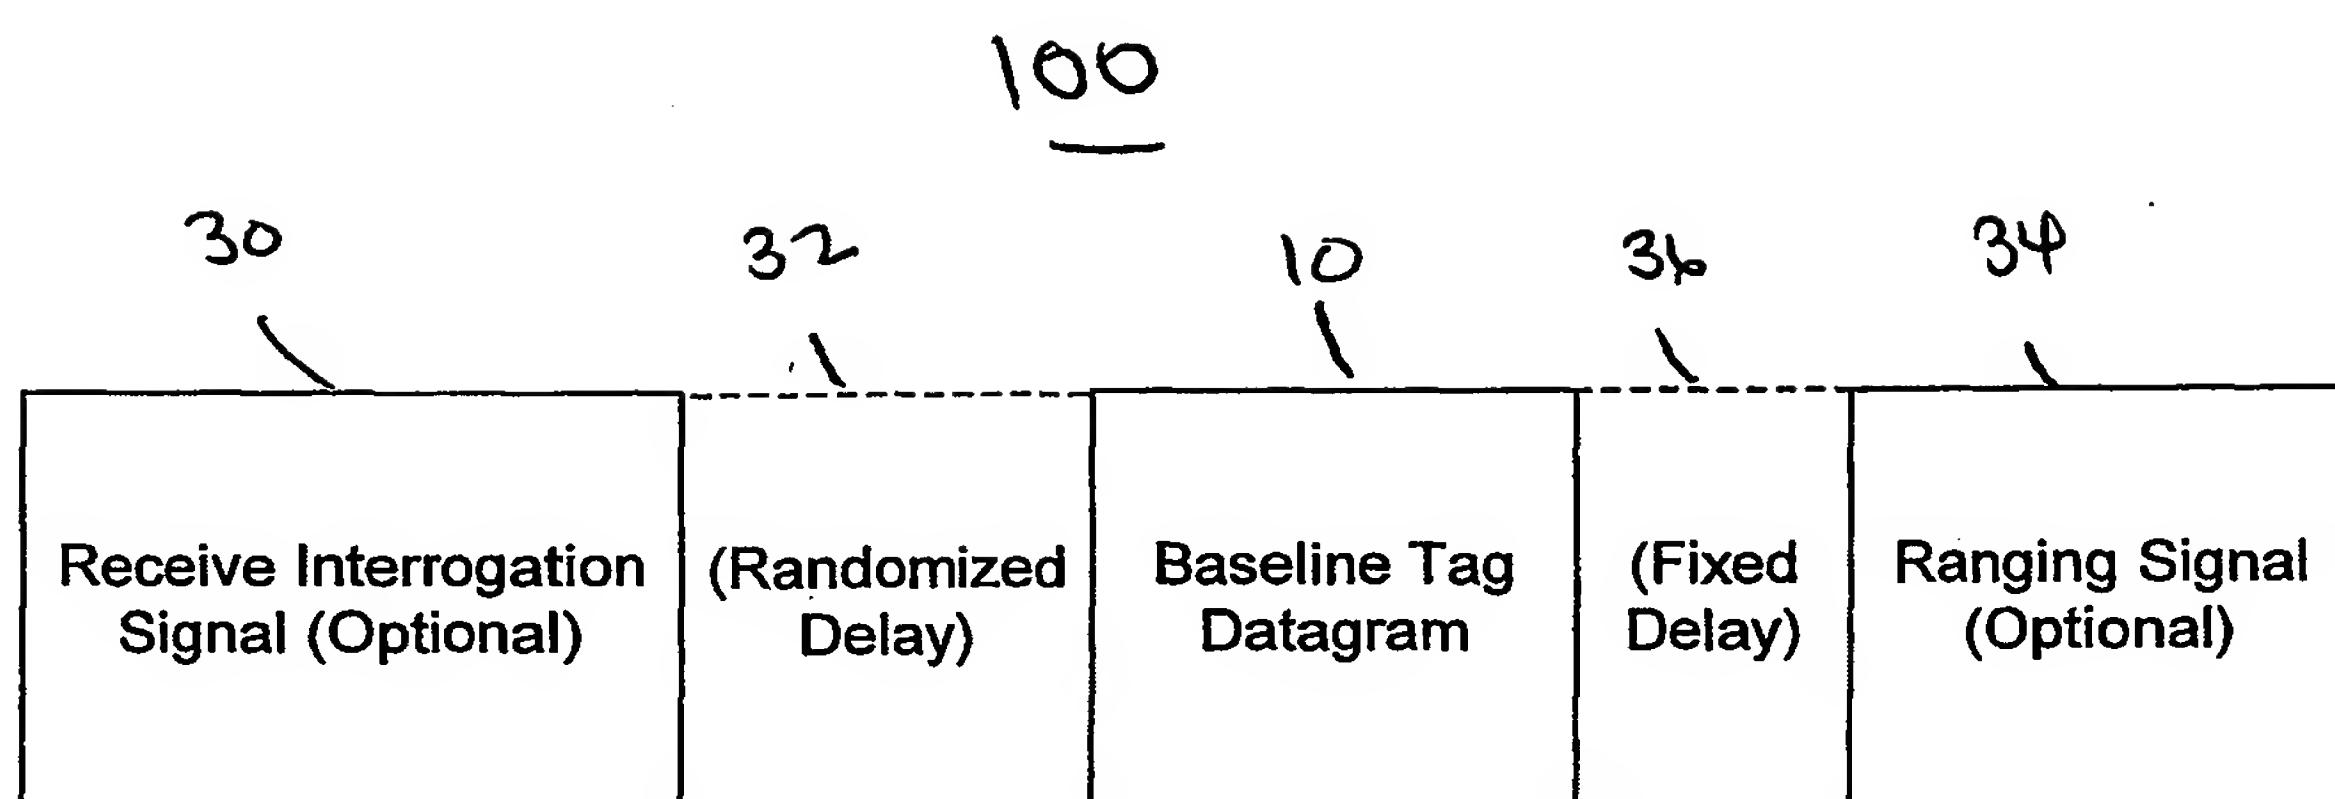 100
30
32
10
36
34
Receive Interrogation
Signal (Optional)
(Randomized
Delay)
Baseline Tag
Datagram
(Fixed
Delay)
Ranging Signal
(Optional)